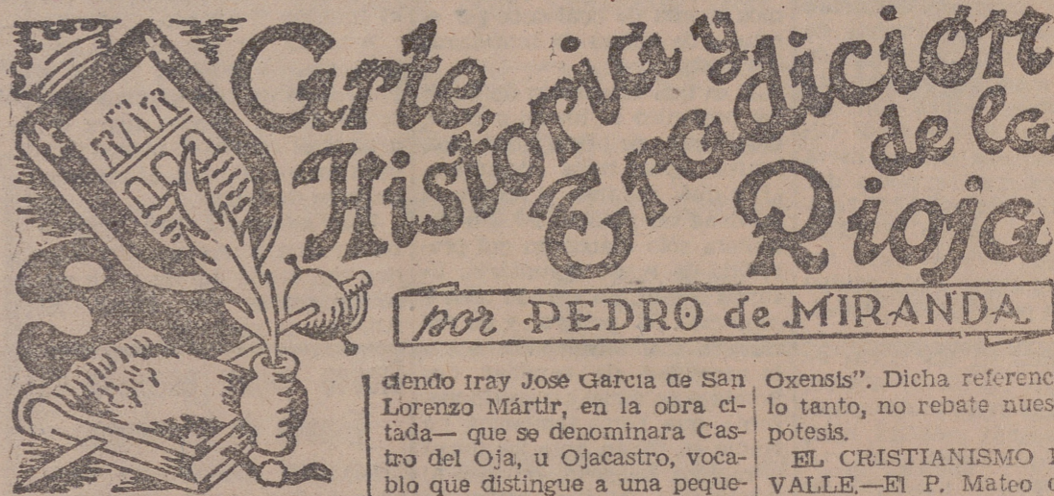 Arte,
Historia y
Tradición
de la
Rioja
por PEDRO de MIRANDA
ciendo fray José García de San
Lorenzo Mártir, en la obra ci-
tada— que se denominara Cas-
tro del Oja, u Ojacastro, voca-
blo que distingue a una peque-
Oxensis". Dicha referenc
lo tanto, no rebate nues
pótesis.
EL CRISTIANISMO
VALLE.—El P. Mateo